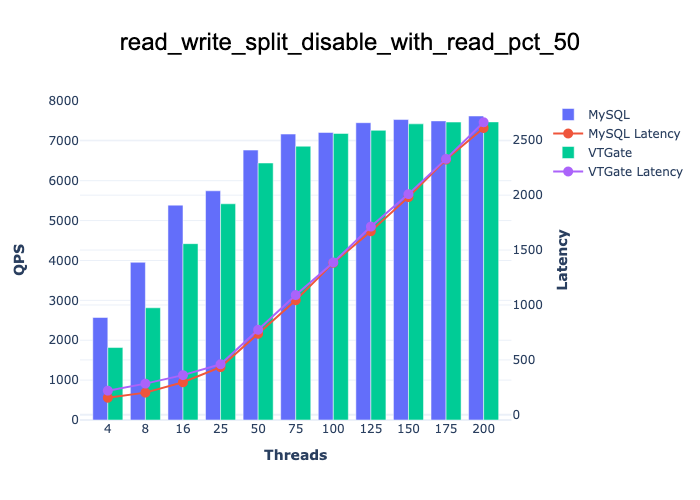 read_write_split_disable_with_read_pct_50
8000
7000
6000
5000
4000
3000
2000
1000
0
QPS
4 8 16 25 50 75 100 125 150 175 200
Threads
2500
2000
1500
1000
500
0
Latency
MySQL
MySQL Latency
VTGate
VTGate Latency